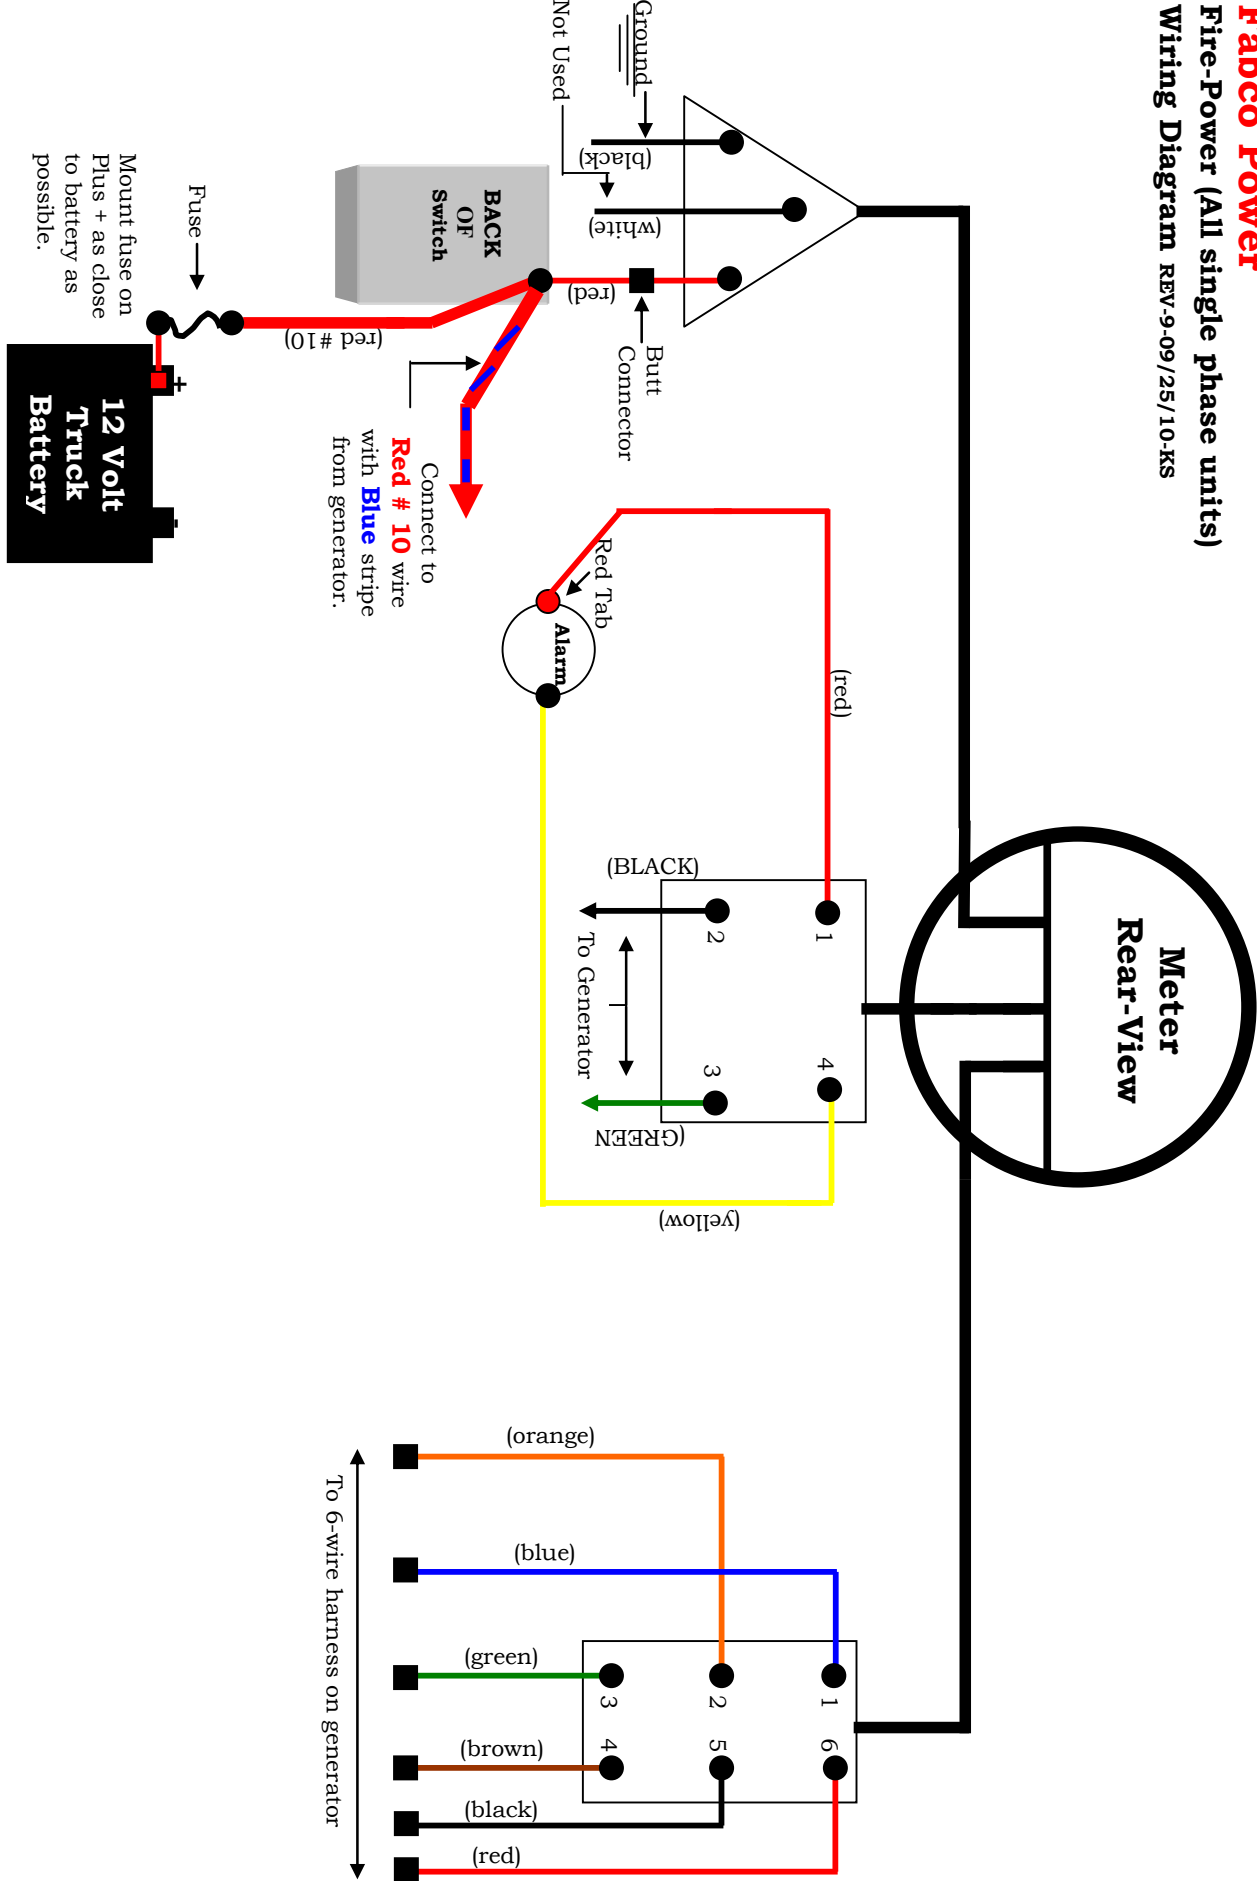 Fabco Power
Fire-Power (All single phase units)
Wiring Diagram REV-9-09/25/10-KS
Meter
Rear-View
Ground
Not Used
(black)
(white)
(red)
Butt
Connector
BACK
OF
Switch
(red #10)
Fuse
Mount fuse on
Plus + as close
to battery as
possible.
+
-
12 Volt
Truck
Battery
Connect to
Red # 10 wire
with Blue stripe
from generator.
Red Tab
Alarm
(red)
(BLACK)
1
2
3
4
To Generator
(GREEN
(yellow)
(orange)
(blue)
(green)
(brown)
(black)
(red)
1
2
3
4
5
6
To 6-wire harness on generator